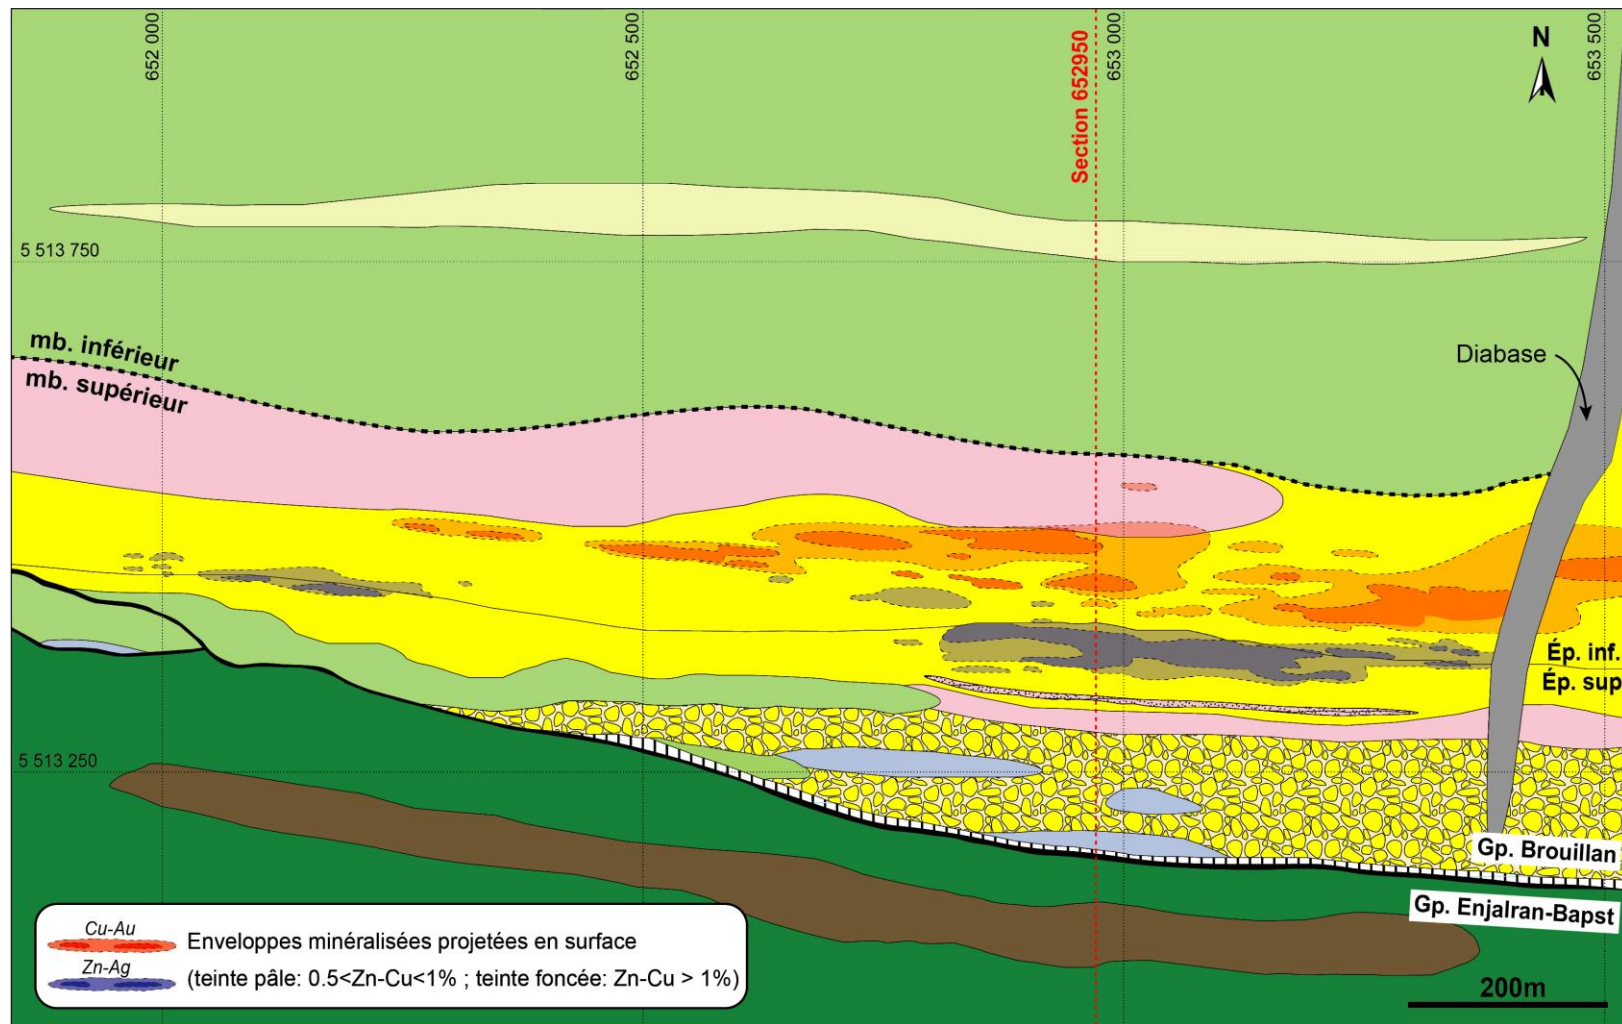 652 000
652 500
Section 652950
653 000
653 500
N
5 513 750
mb. inférieur
mb. supérieur
Diabase
Ép. inf.
Ép. sup
5 513 250
Gp. Brouillan
Gp. Enjalran-Bapst
Cu-Au
Enveloppes minéralisées projetées en surface
Zn-Ag
(teinte pâle: 0.5<Zn-Cu<1% ; teinte foncée: Zn-Cu > 1%)
200m